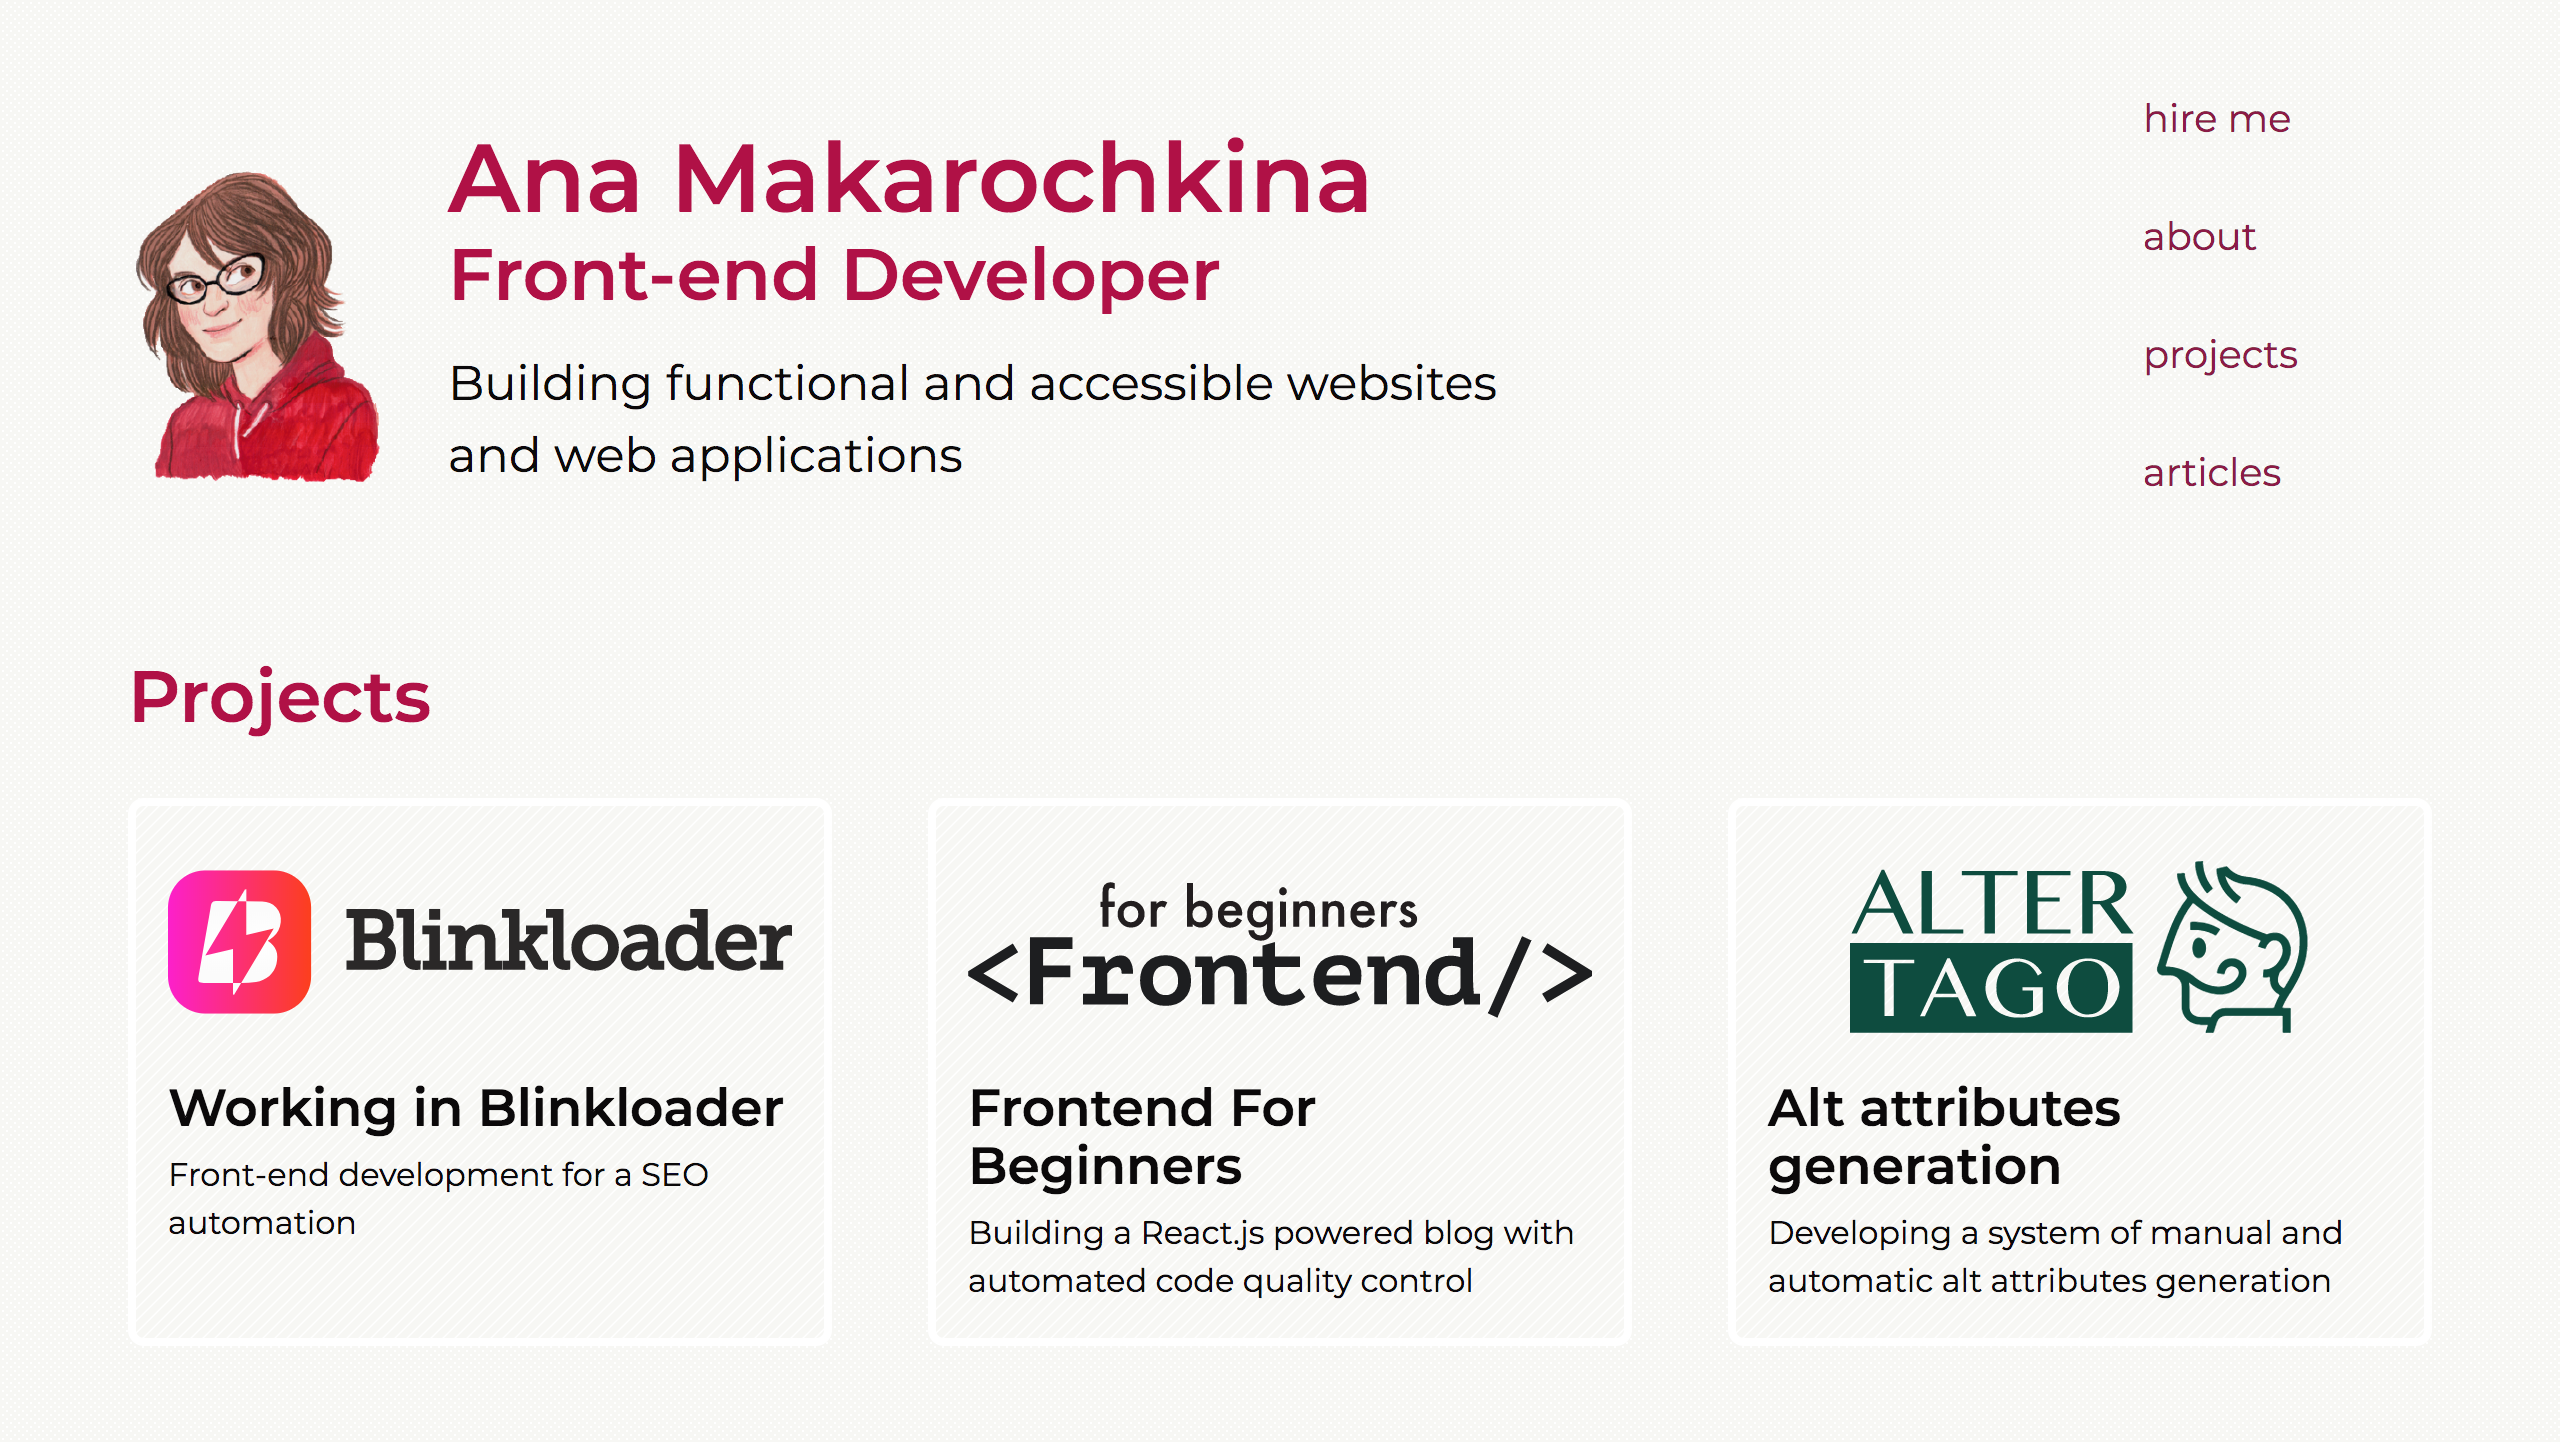 Ana Makarochkina
Front-end Developer
Building functional and accessible websites
and web applications
hire me
about
projects
articles
Projects
Blinkloader
Working in Blinkloader
Front-end development for a SEO
automation
for beginners
<Frontend/>
Frontend For
Beginners
Building a React.js powered blog with
automated code quality control
ALTER
TAGO
Alt attributes
generation
Developing a system of manual and
automatic alt attributes generation